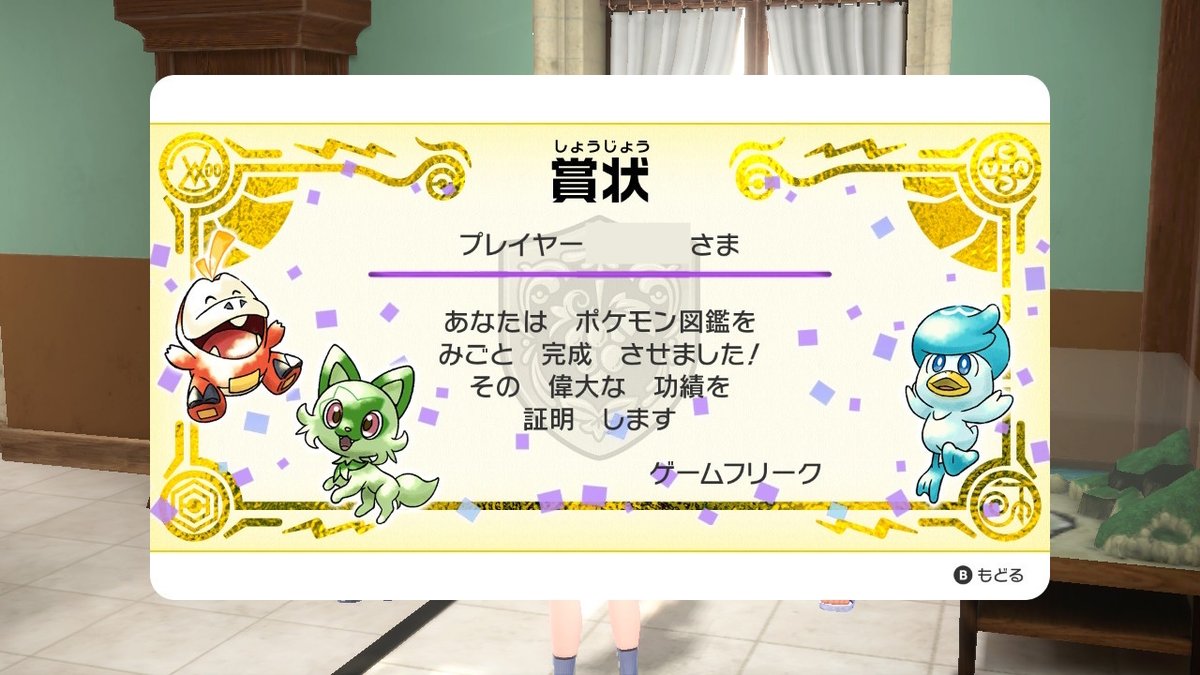 しょうじょう
賞状
プレイヤー さま
あなたは ポケモン図鑑を
みごと 完成 させました!
その 偉大な 功績を
証明 します
ゲームフリーク
B もどる